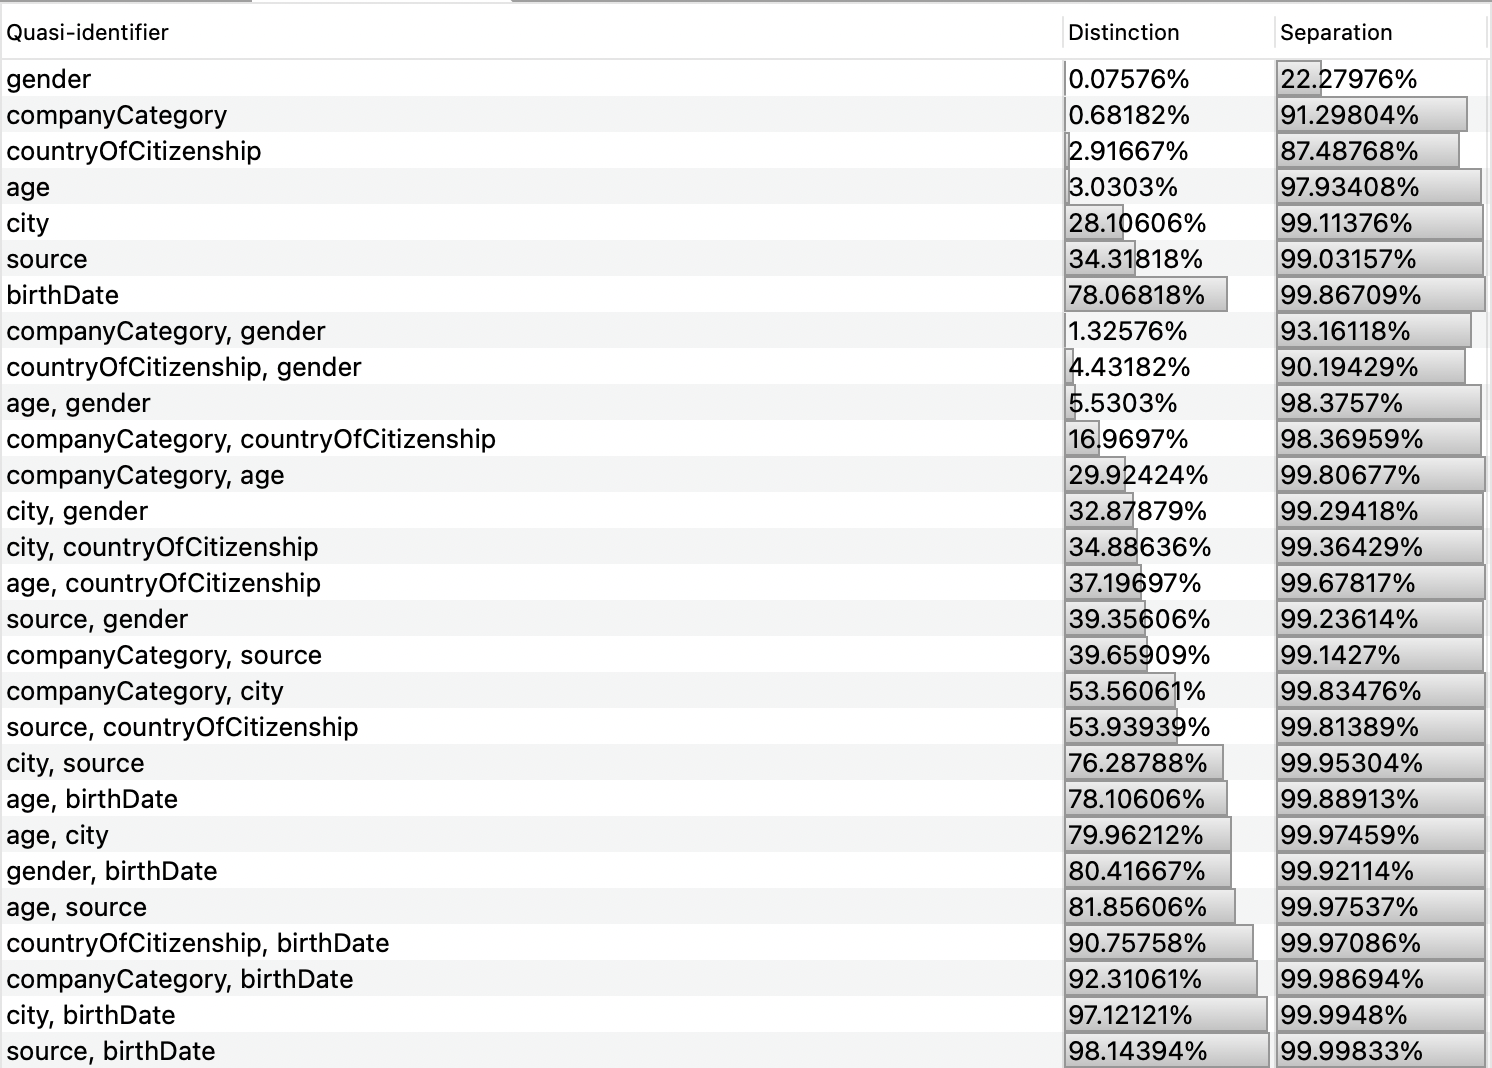 Quasi-identifier Distinction Separation
gender 0.07576% 22.27976%
companyCategory 0.68182% 91.29804%
countryOfCitizenship 2.91667% 87.48768%
age 3.0303% 97.93408%
city 28.10606% 99.11376%
source 34.31818% 99.03157%
birthDate 78.06818% 99.86709%
companyCategory, gender 1.32576% 93.16118%
countryOfCitizenship, gender 4.43182% 90.19429%
age, gender 5.5303% 98.3757%
companyCategory, countryOfCitizenship 16.9697% 98.36959%
companyCategory, age 29.92424% 99.80677%
city, gender 32.87879% 99.29418%
city, countryOfCitizenship 34.88636% 99.36429%
age, countryOfCitizenship 37.19697% 99.67817%
source, gender 39.35606% 99.23614%
companyCategory, source 39.65909% 99.1427%
companyCategory, city 53.56061% 99.83476%
source, countryOfCitizenship 53.93939% 99.81389%
city, source 76.28788% 99.95304%
age, birthDate 78.10606% 99.88913%
age, city 79.96212% 99.97459%
gender, birthDate 80.41667% 99.92114%
age, source 81.85606% 99.97537%
countryOfCitizenship, birthDate 90.75758% 99.97086%
companyCategory, birthDate 92.31061% 99.98694%
city, birthDate 97.12121% 99.9948%
source, birthDate 98.14394% 99.99833%